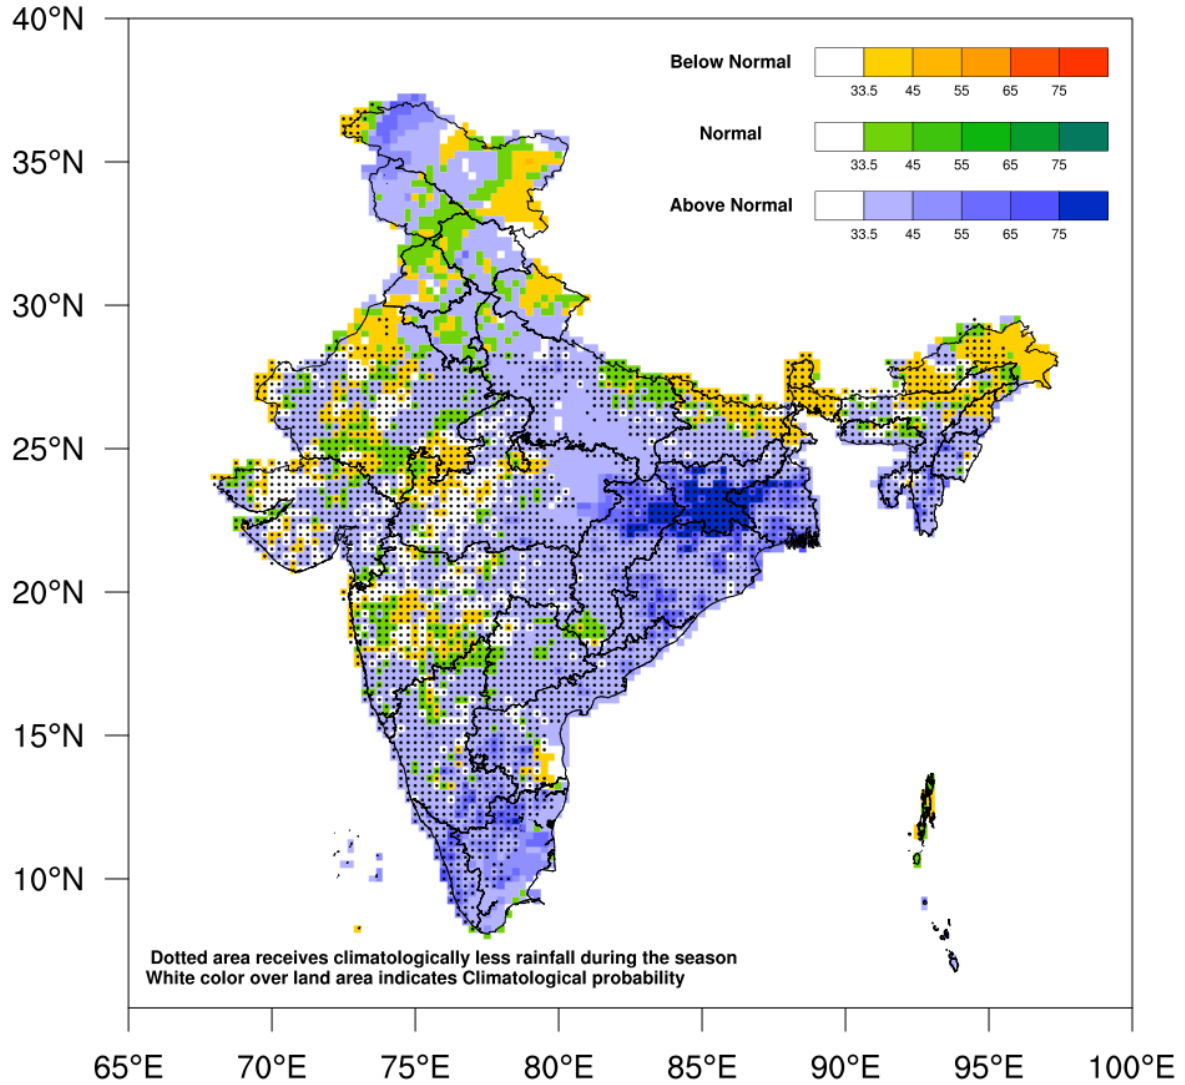 40°N
35°N
30°N
25°N
20°N
15°N
10°N
Below Normal
33.5 45 55 65 75
Normal
33.5 45 55 65 75
Above Normal
33.5 45 55 65 75
Dotted area receives climatologically less rainfall during the season
White color over land area indicates Climatological probability
65°E 70°E 75°E 80°E 85°E 90°E 95°E 100°E